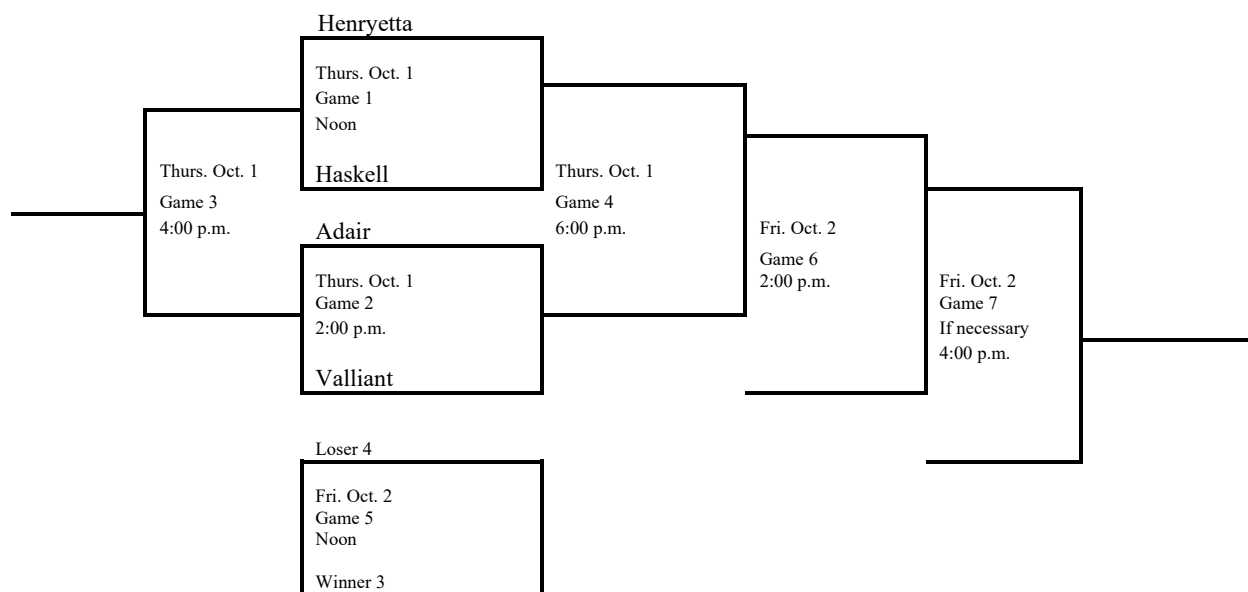 Henryetta
Thurs. Oct. 1
Game 1
Noon
Haskell
Thurs. Oct. 1
Game 3
4:00 p.m.
Thurs. Oct. 1
Game 4
6:00 p.m.
Adair
Thurs. Oct. 1
Game 2
2:00 p.m.
Valliant
Fri. Oct. 2
Game 6
2:00 p.m.
Fri. Oct. 2
Game 7
If necessary
4:00 p.m.
Loser 4
Fri. Oct. 2
Game 5
Noon
Winner 3